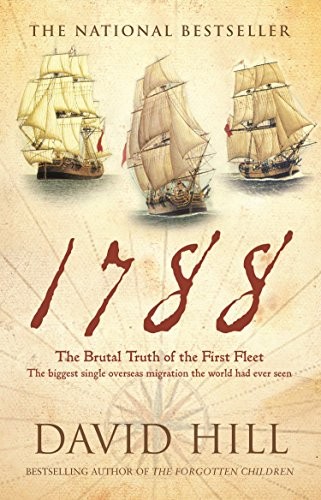 THE NATIONAL BESTSELLER
1788
The Brutal Truth of the First Fleet
The biggest single overseas migration the world had ever seen
DAVID HILL
BESTSELLING AUTHOR OF THE FORGOTTEN CHILDREN